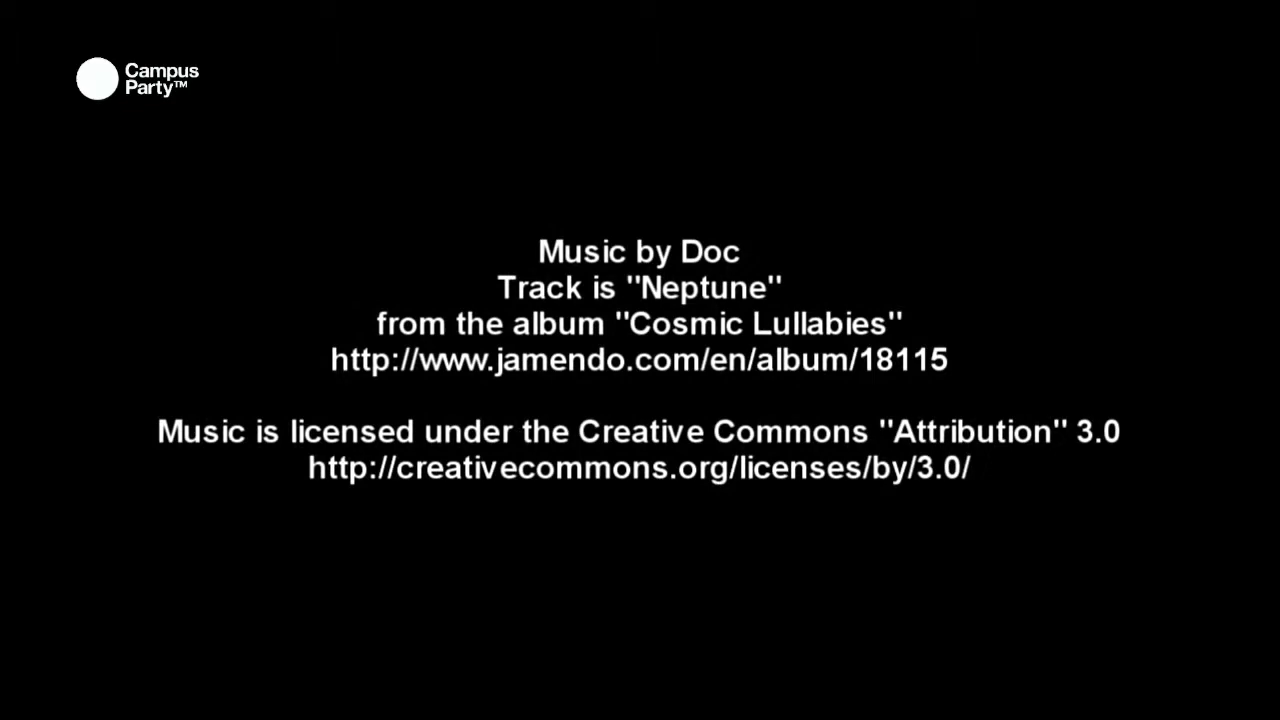 Campus
Party™
Music by Doc
Track is "Neptune"
from the album "Cosmic Lullabies"
http://www.jamendo.com/en/album/18115
Music is licensed under the Creative Commons "Attribution" 3.0
http://creativecommons.org/licenses/by/3.0/